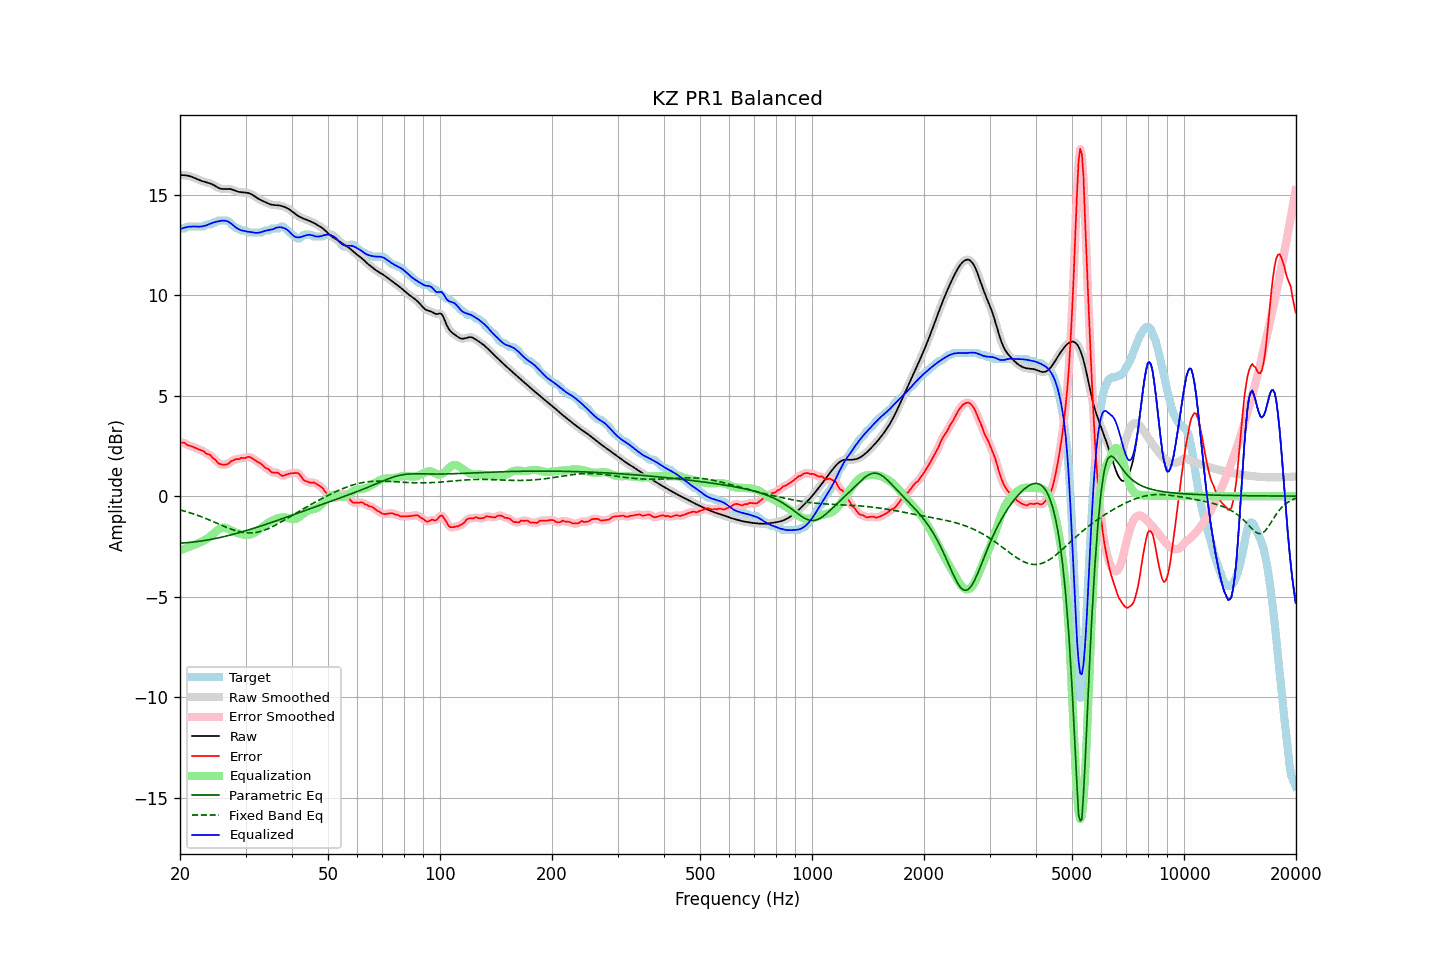 KZ PR1 Balanced
Amplitude (dBr)
15
10
5
0
−5
−10
−15
Target
Raw Smoothed
Error Smoothed
Raw
Error
Equalization
Parametric Eq
Fixed Band Eq
Equalized
20 50 100 200 500 1000 2000 5000 10000 20000
Frequency (Hz)